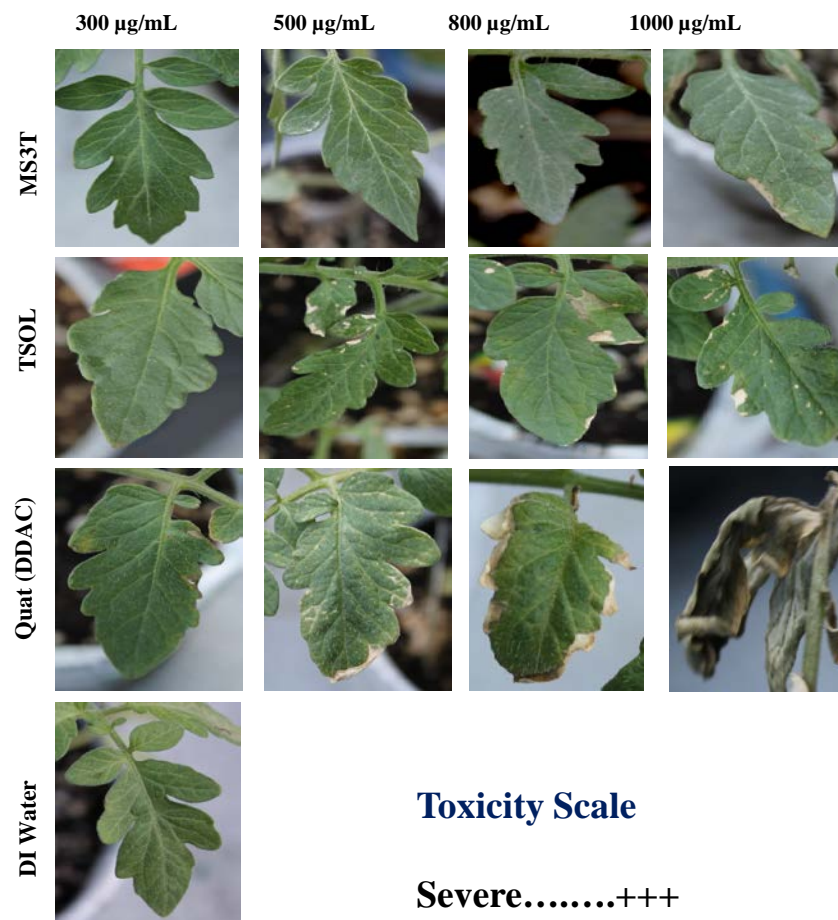 300 µg/mL 500 µg/mL 800 µg/mL 1000 µg/mL
MS3T
TSOL
Quat (DDAC)
DI Water
Toxicity Scale
Severe….….+++